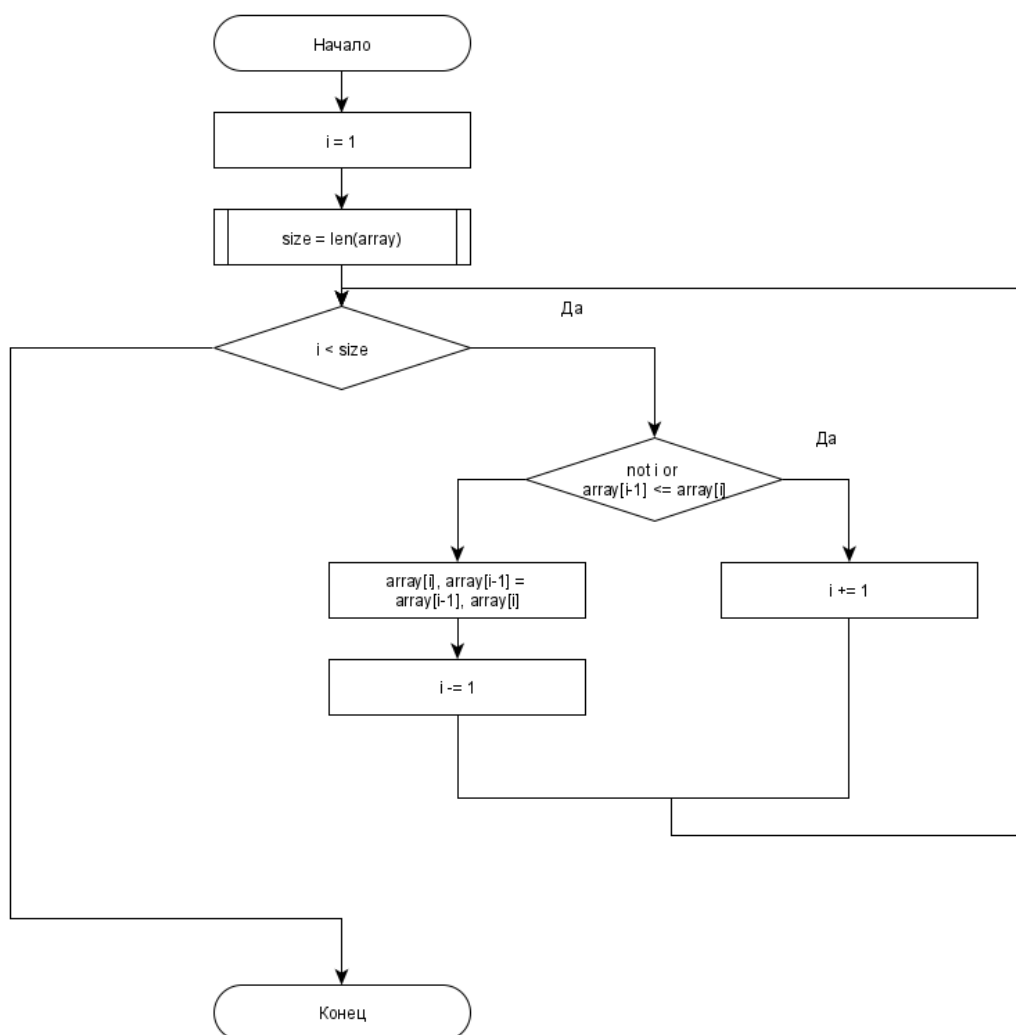 Начало
i = 1
size = len(array)
Да
i < size
Да
not i or
array[i-1] <= array[i]
array[i], array[i-1] =
array[i-1], array[i]
i += 1
i -= 1
Конец